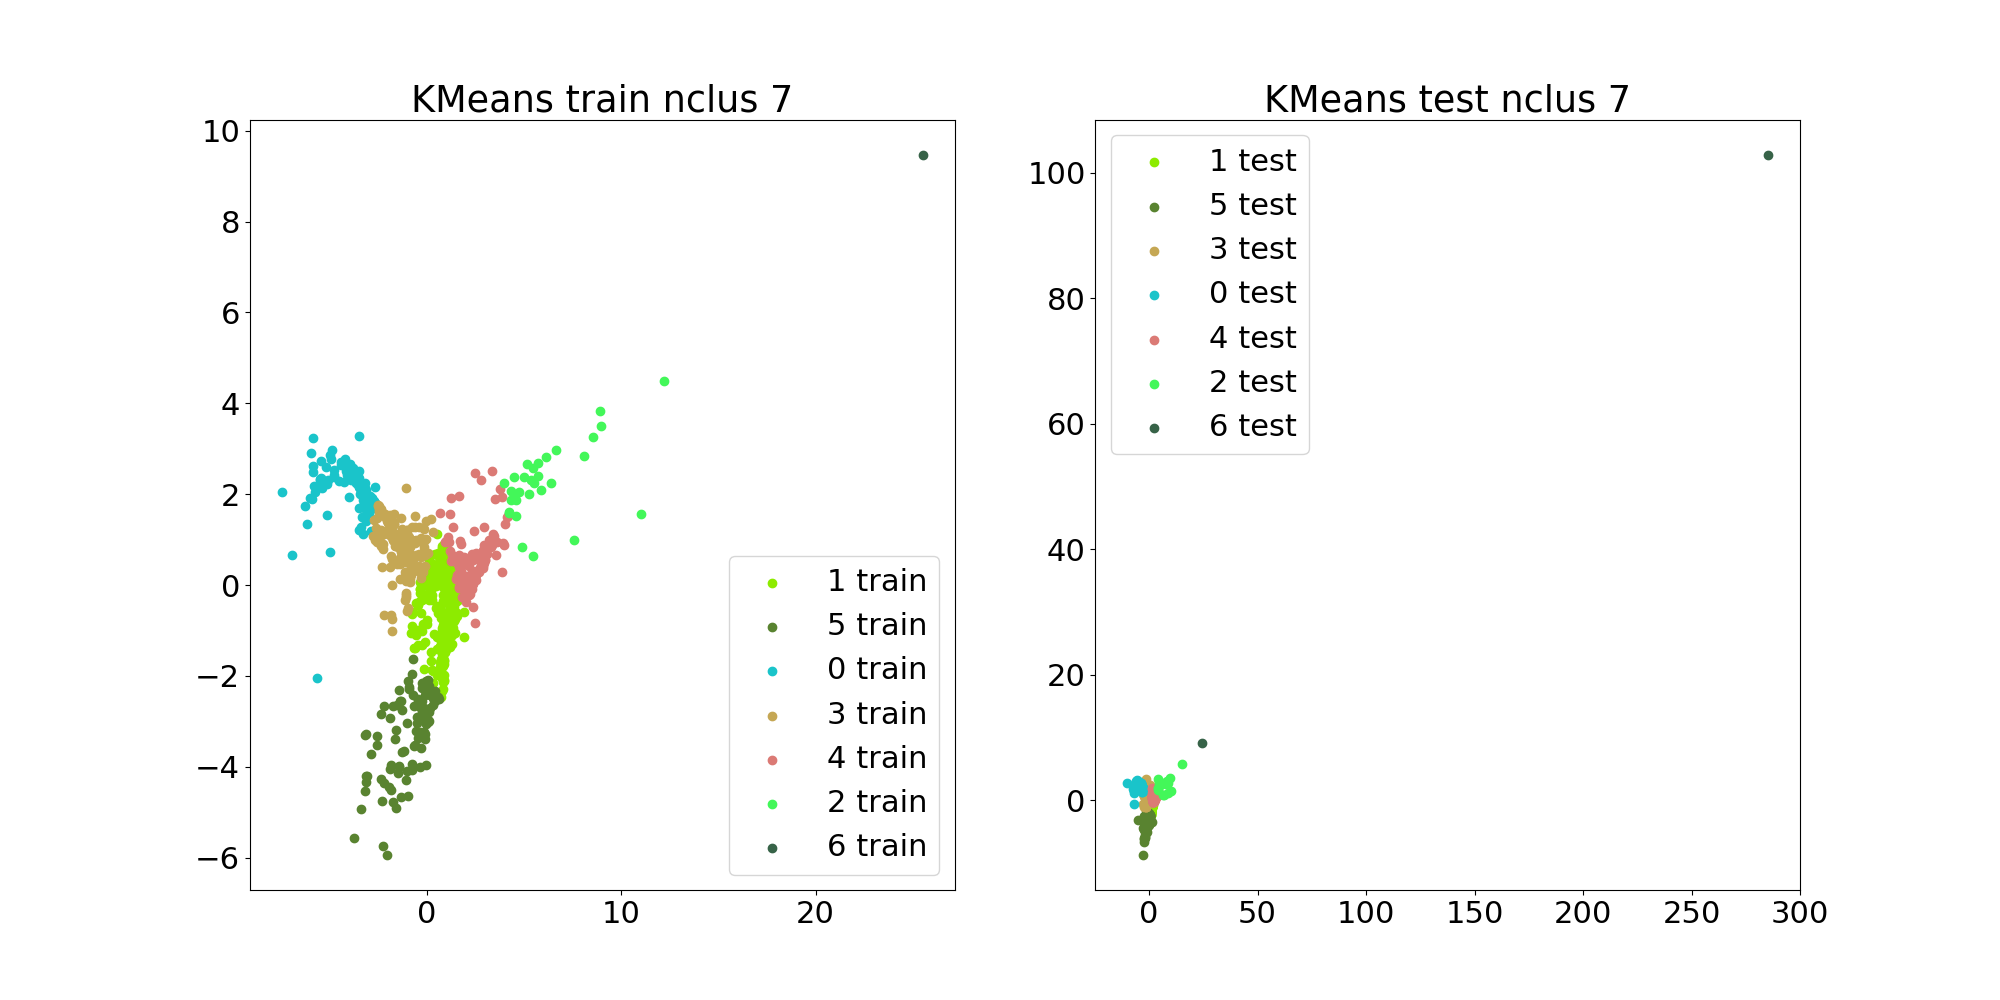 KMeans train nclus 7
10
8
6
4
2
0
−2
−4
−6
0
10
20
1 train
5 train
0 train
3 train
4 train
2 train
6 train
KMeans test nclus 7
100
80
60
40
20
0
0
50
100
150
200
250
300
1 test
5 test
3 test
0 test
4 test
2 test
6 test